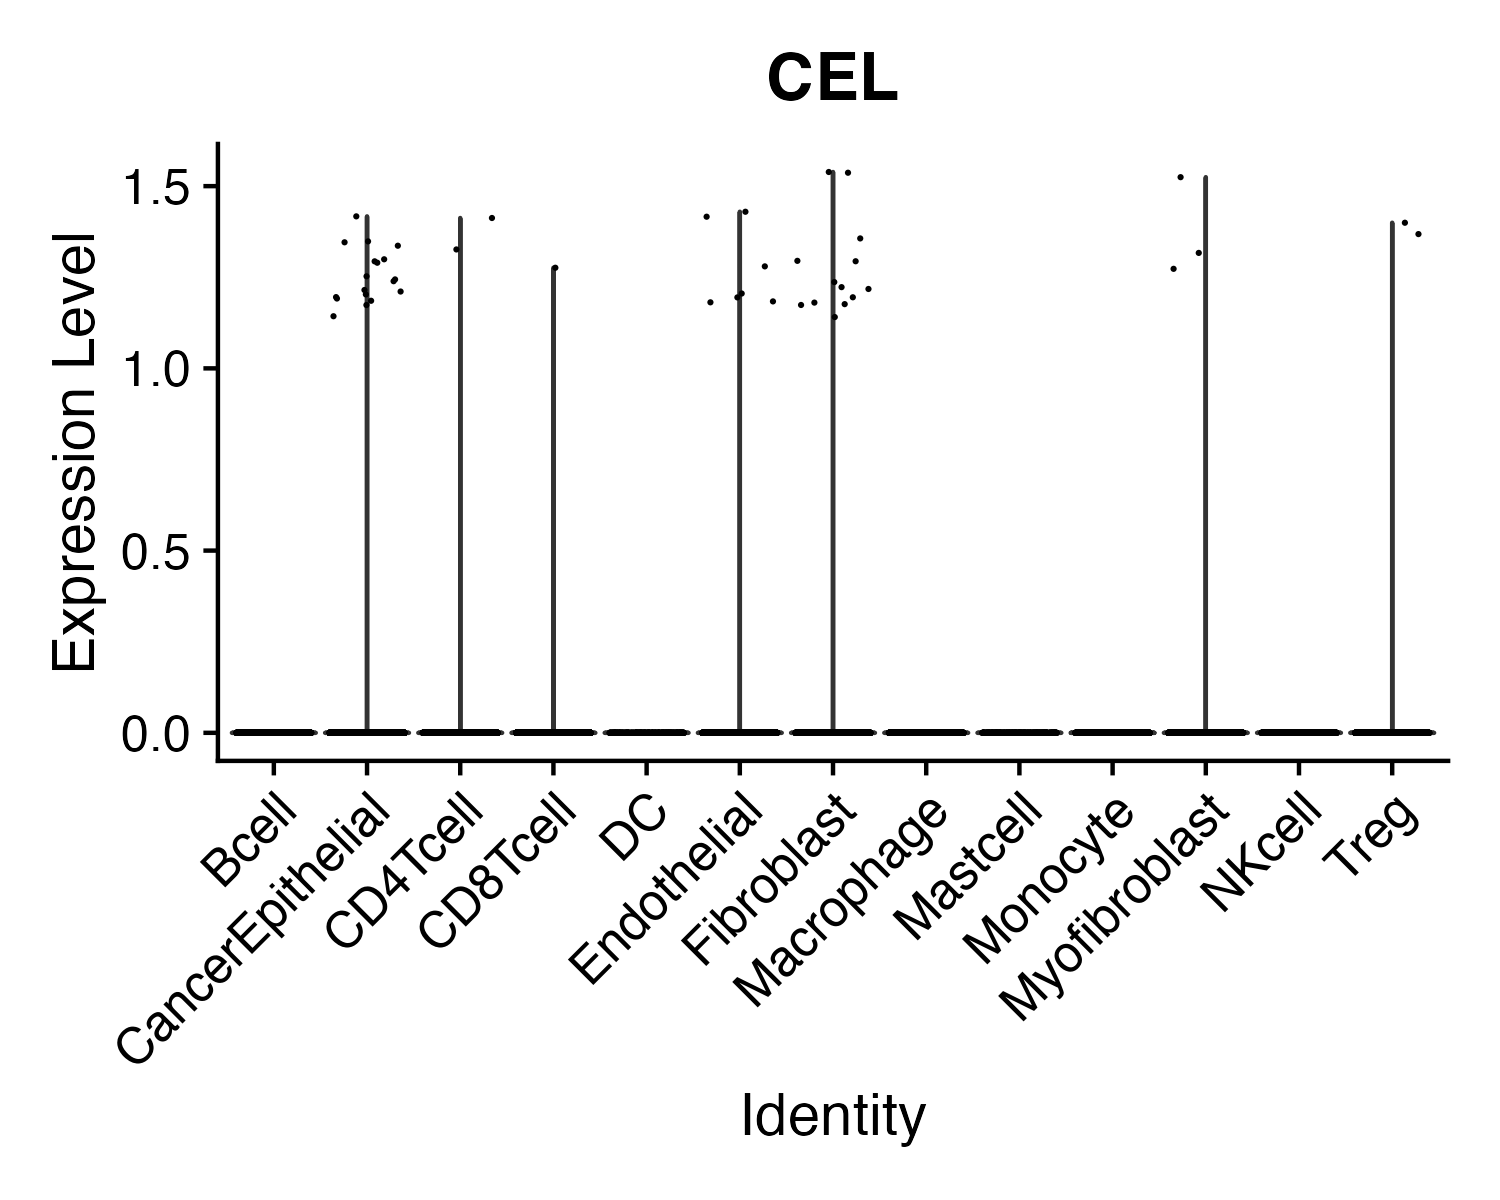 CEL
Expression Level
1.5
1.0
0.5
0.0
Bcell
CancerEpithelial
CD4Tcell
CD8Tcell
DC
Endothelial
Fibroblast
Macrophage
Mastcell
Monocyte
Myofibroblast
NKcell
Treg
Identity